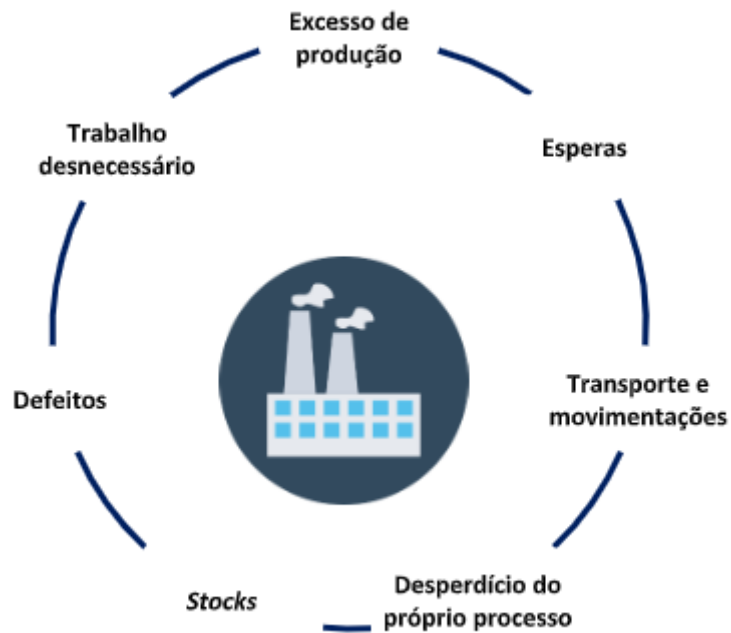 Excesso de
produção
Esperas
Transporte e
movimentações
Desperdício do
próprio processo
Stocks
Defeitos
Trabalho
desnecessário